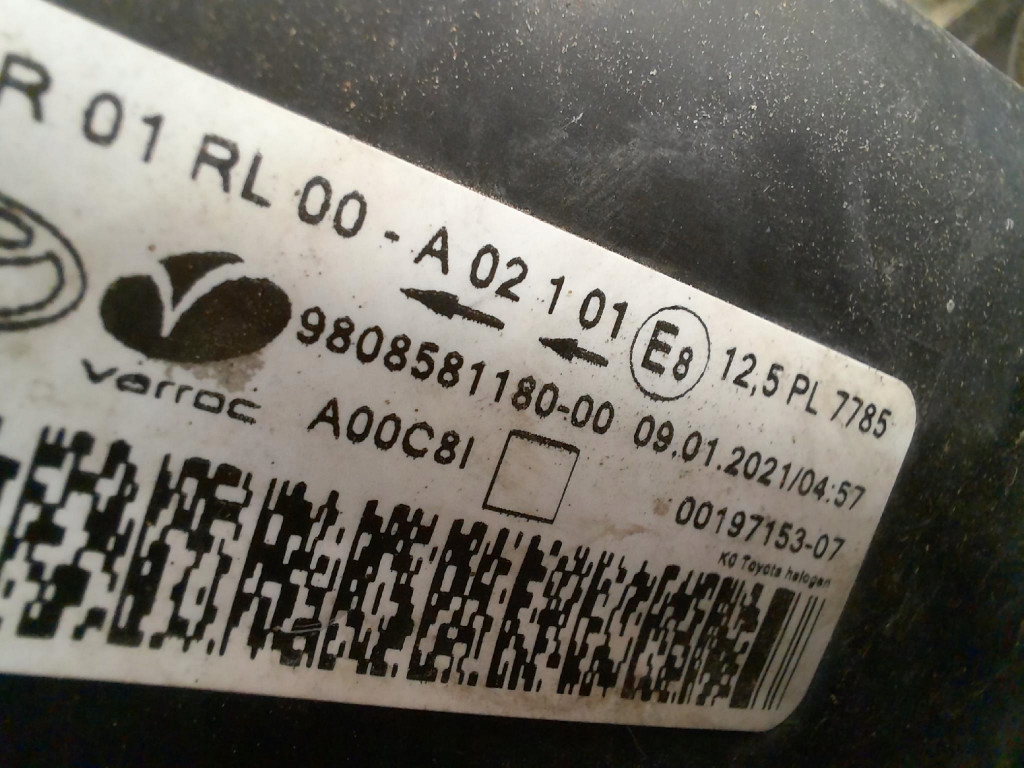 R 01 RL 00 - A 02 1 01 E8 12,5 PL 7785
varroc 9808581180-00 09.01.2021/04:57
A00C8I 00197153-07
K0 Toyota halogen